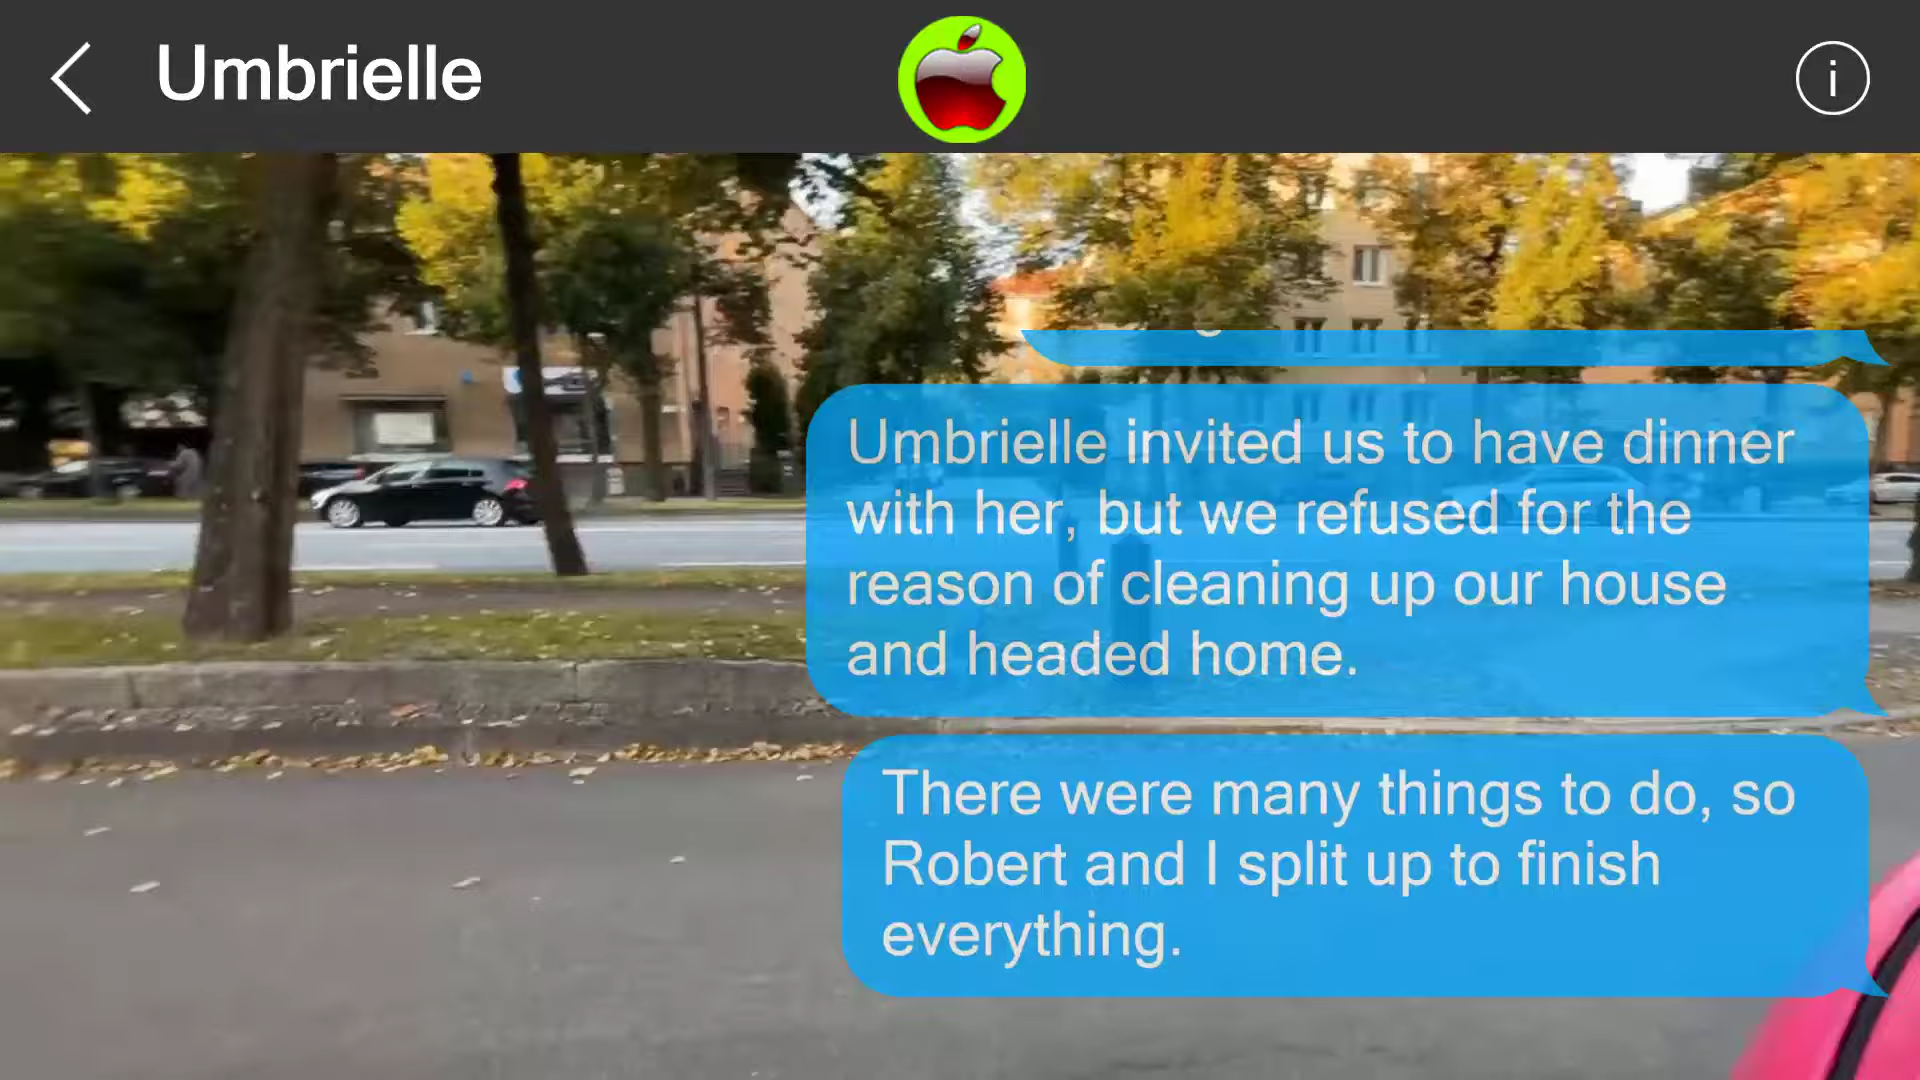 Umbrielle
i
Umbrielle invited us to have dinner
with her, but we refused for the
reason of cleaning up our house
and headed home.
There were many things to do, so
Robert and I split up to finish
everything.